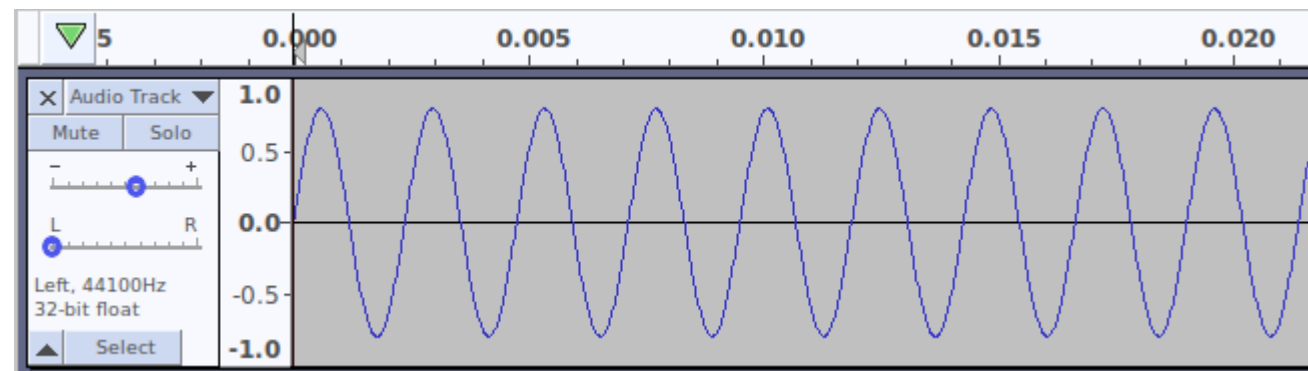 5 0.000 0.005 0.010 0.015 0.020
Audio Track
1.0
Mute Solo
0.5
- +
0.0
L R
Left, 44100Hz
-0.5
32-bit float
Select
-1.0